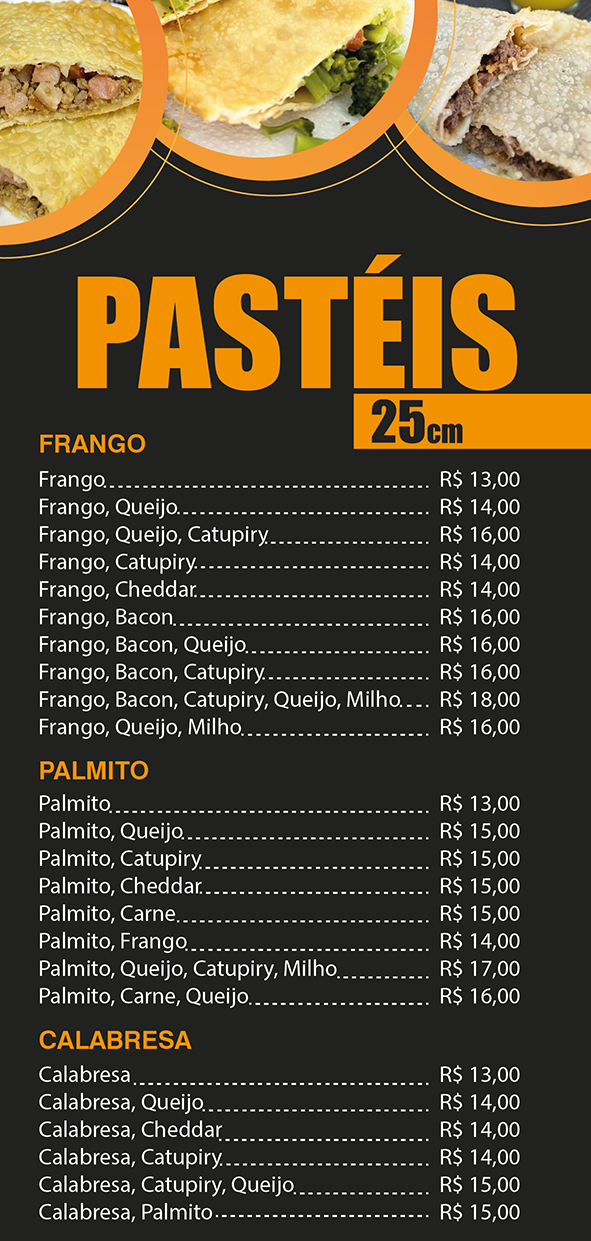 PASTÉIS
25cm
FRANGO
Frango R$ 13,00
Frango, Queijo R$ 14,00
Frango, Queijo, Catupiry R$ 16,00
Frango, Catupiry R$ 14,00
Frango, Cheddar R$ 14,00
Frango, Bacon R$ 16,00
Frango, Bacon, Queijo R$ 16,00
Frango, Bacon, Catupiry R$ 16,00
Frango, Bacon, Catupiry, Queijo, Milho R$ 18,00
Frango, Queijo, Milho R$ 16,00
PALMITO
Palmito R$ 13,00
Palmito, Queijo R$ 15,00
Palmito, Catupiry R$ 15,00
Palmito, Cheddar R$ 15,00
Palmito, Carne R$ 15,00
Palmito, Frango R$ 14,00
Palmito, Queijo, Catupiry, Milho R$ 17,00
Palmito, Carne, Queijo R$ 16,00
CALABRESA
Calabresa R$ 13,00
Calabresa, Queijo R$ 14,00
Calabresa, Cheddar R$ 14,00
Calabresa, Catupiry R$ 14,00
Calabresa, Catupiry, Queijo R$ 15,00
Calabresa, Palmito R$ 15,00